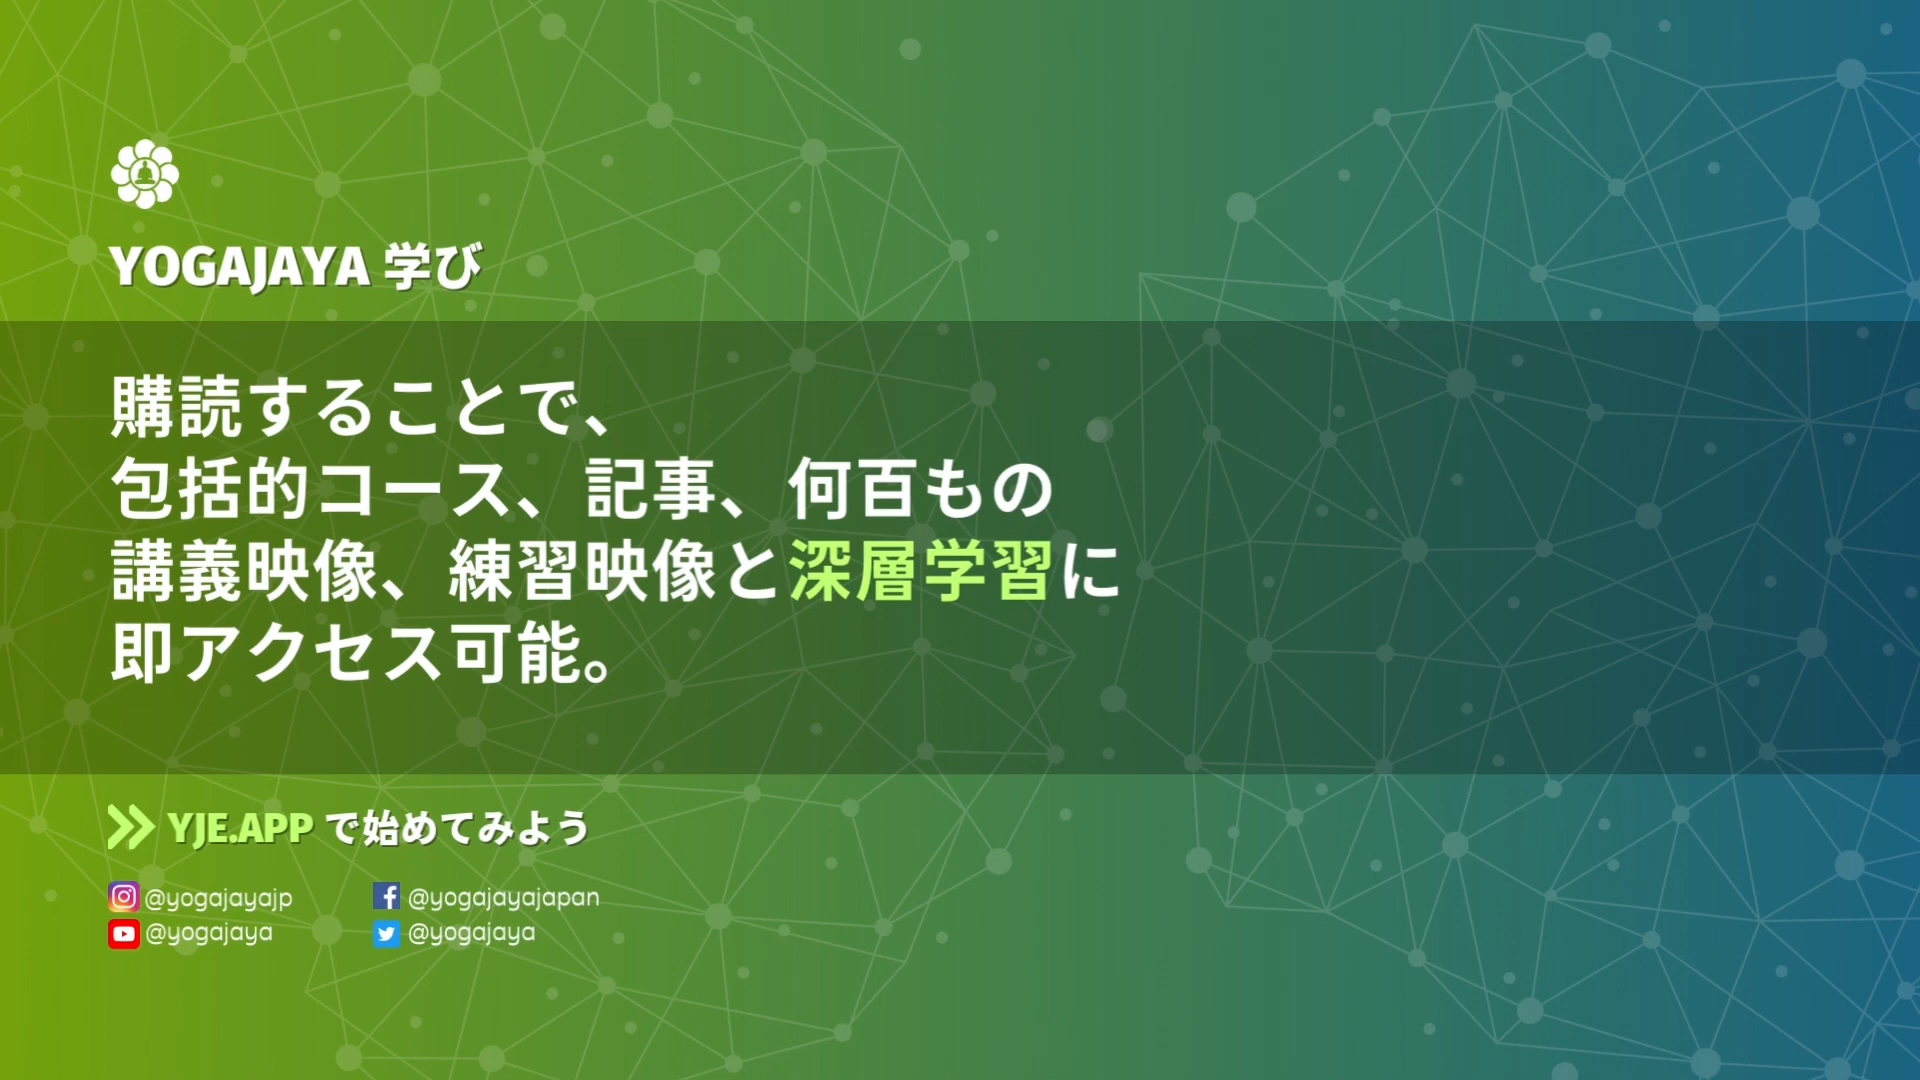 YOGAJAYA 学び
購読することで、
包括的コース、記事、何百もの
講義映像、練習映像と深層学習に
即アクセス可能。
YJE.APP で始めてみよう
@yogajayajp
@yogajayajapan
@yogajaya
@yogajaya